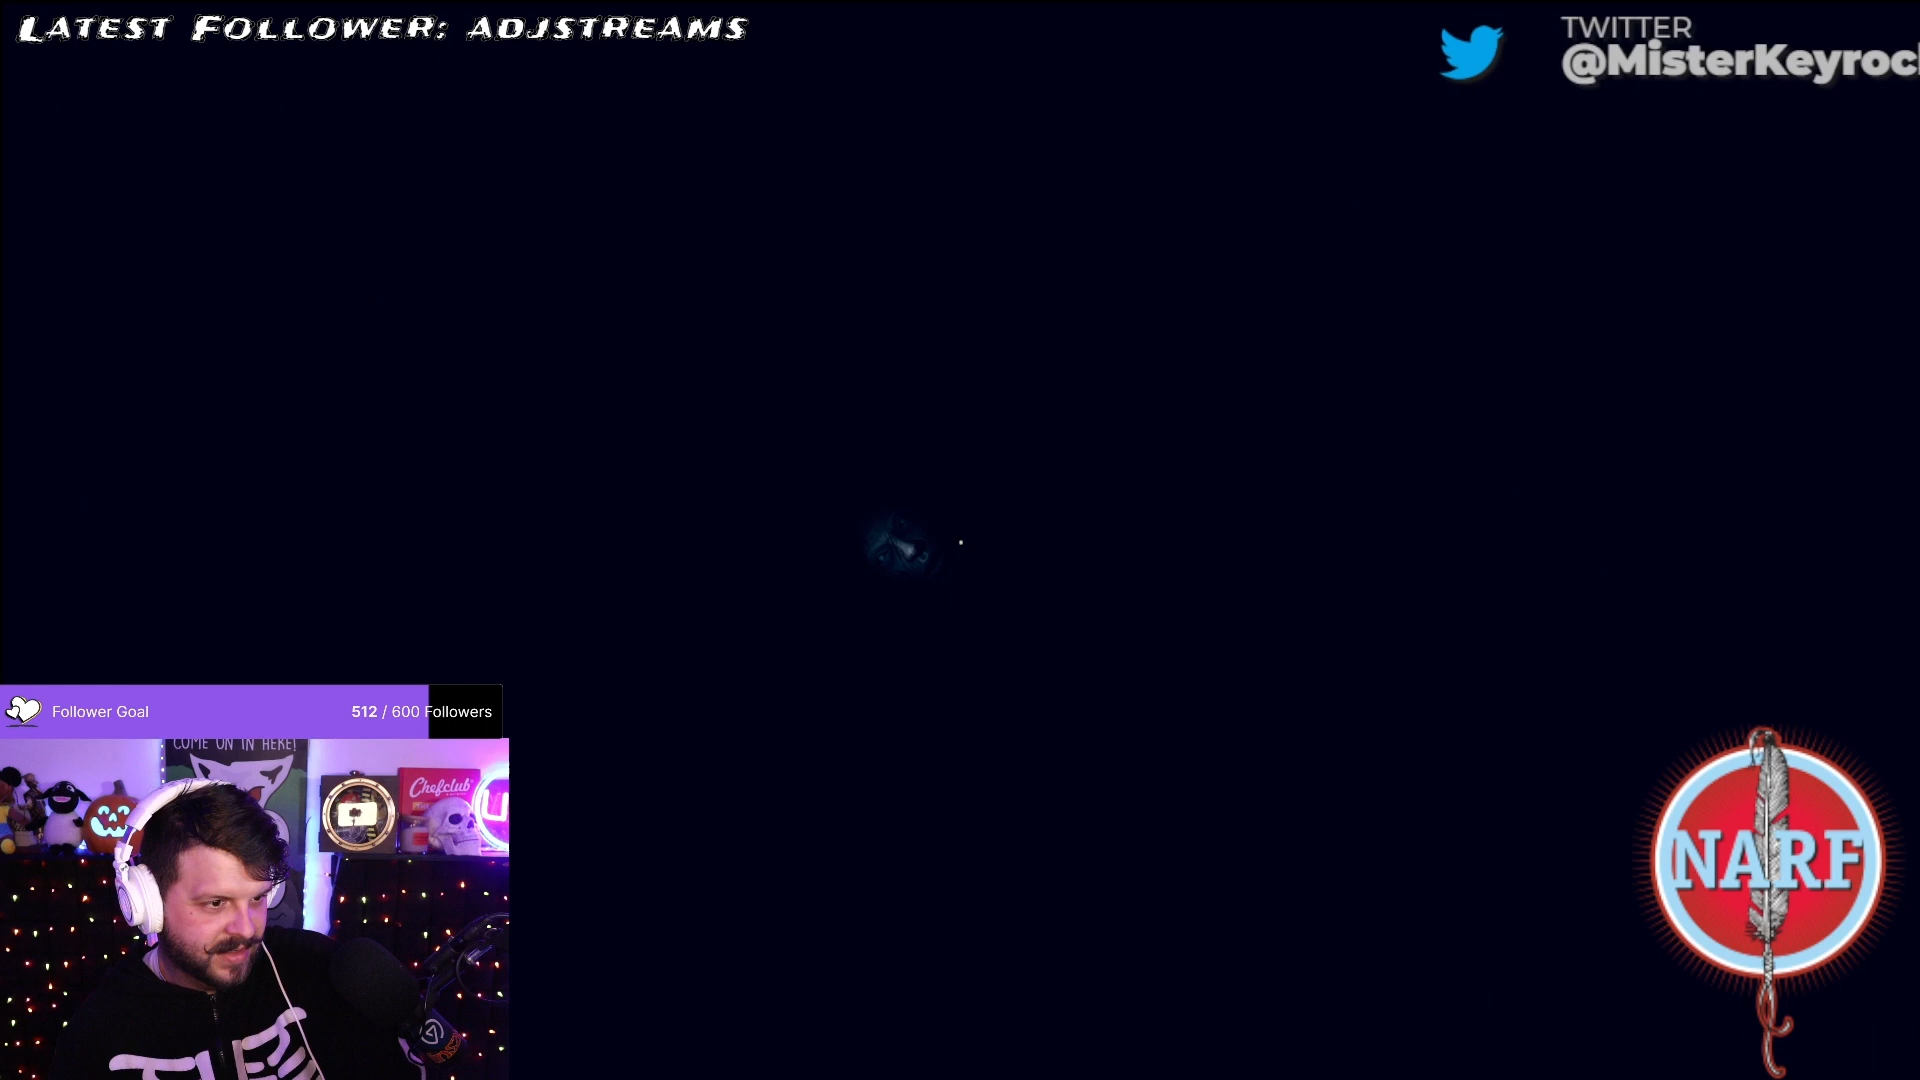 LATEST FOLLOWER: ADJSTREAMS
TWITTER
@MisterKeyroc
Follower Goal
512 / 600 Followers
COME ON IN HERE!
Chefclub
NARF